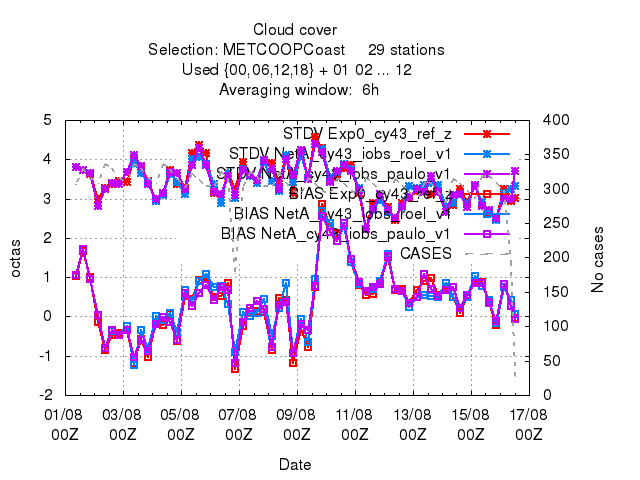 Cloud cover
Selection: METCOOPCoast 29 stations
Used {00,06,12,18} + 01 02 ... 12
Averaging window: 6h
STDV Exp0_cy43_ref_z
STDV NetA_cy43_iobs_roel_v1
STDV NetA_cy43_iobs_paulo_v1
BIAS Exp0_cy43_ref_z
BIAS NetA_cy43_iobs_roel_v1
BIAS NetA_cy43_iobs_paulo_v1
CASES
5
4
3
2
1
0
-1
-2
octas
400
350
300
250
200
150
100
50
0
No cases
01/08 03/08 05/08 07/08 09/08 11/08 13/08 15/08 17/08
00Z 00Z 00Z 00Z 00Z 00Z 00Z 00Z 00Z
Date